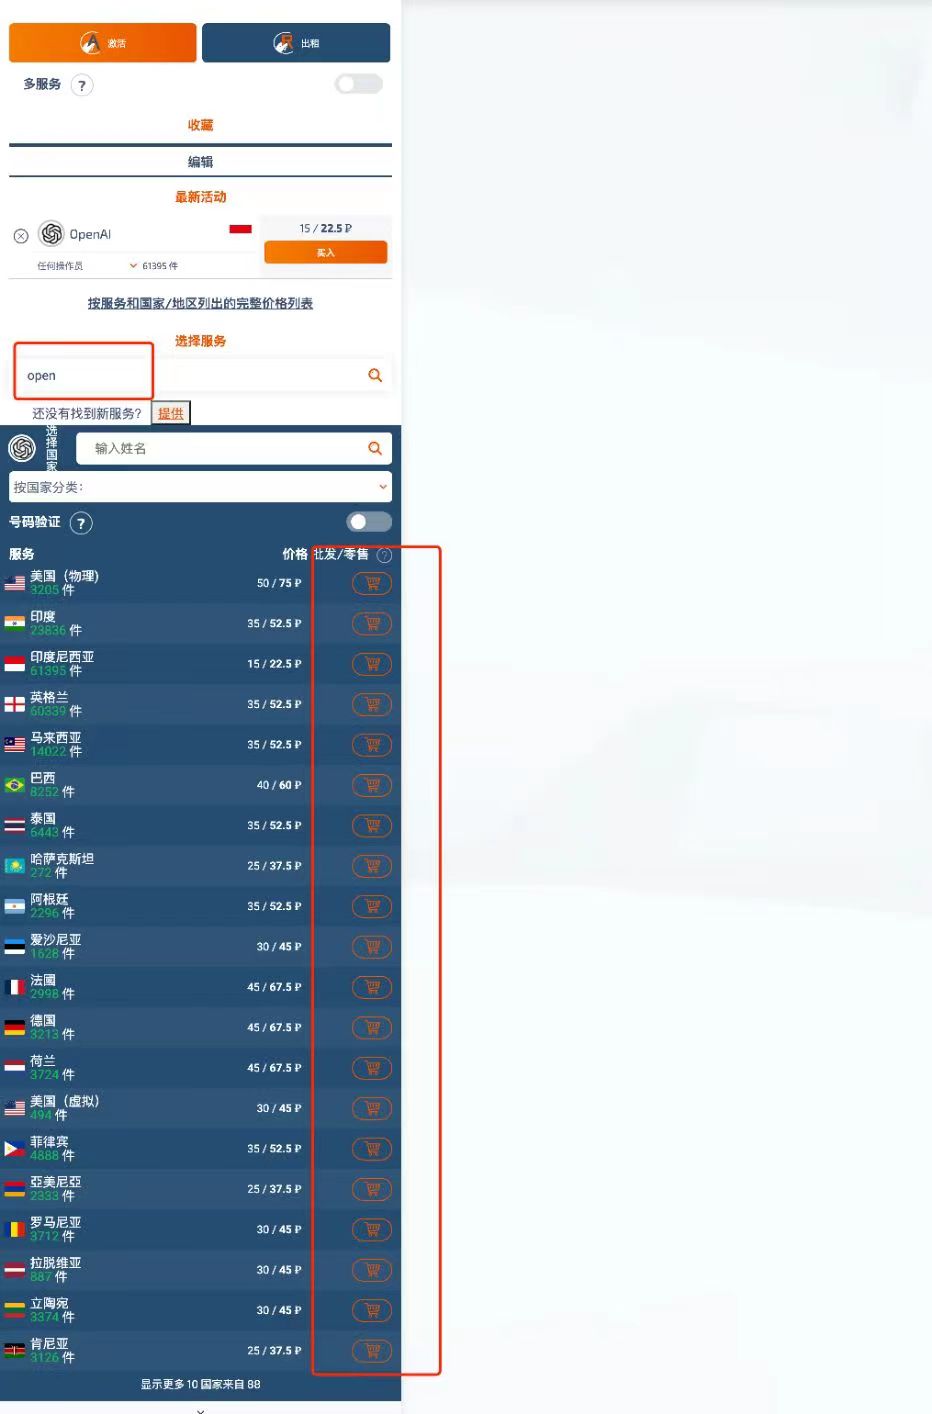 激活
出租
多服务 ?
收藏
编辑
最新活动
OpenAI
15 / 22.5 ₽
买入
任何操作员
61395 件
按服务和国家/地区列出的完整价格列表
选择服务
open
还没有找到新服务? 提供
选择国家
输入姓名
按国家分类:
号码验证 ?
服务 价格 批发/零售 ?
美国（物理)
3205 件
50 / 75 ₽
印度
23836 件
35 / 52.5 ₽
印度尼西亚
61395 件
15 / 22.5 ₽
英格兰
60339 件
35 / 52.5 ₽
马来西亚
14022 件
35 / 52.5 ₽
巴西
8252 件
40 / 60 ₽
泰国
6443 件
35 / 52.5 ₽
哈萨克斯坦
272 件
25 / 37.5 ₽
阿根廷
2296 件
35 / 52.5 ₽
爱沙尼亚
1628 件
30 / 45 ₽
法國
2998 件
45 / 67.5 ₽
德国
3213 件
45 / 67.5 ₽
荷兰
3724 件
45 / 67.5 ₽
美国（虚拟)
494 件
30 / 45 ₽
菲律宾
4888 件
35 / 52.5 ₽
亞美尼亞
2333 件
25 / 37.5 ₽
罗马尼亚
3712 件
30 / 45 ₽
拉脱维亚
887 件
30 / 45 ₽
立陶宛
3374 件
30 / 45 ₽
肯尼亚
3126 件
25 / 37.5 ₽
显示更多 10 国家来自 88